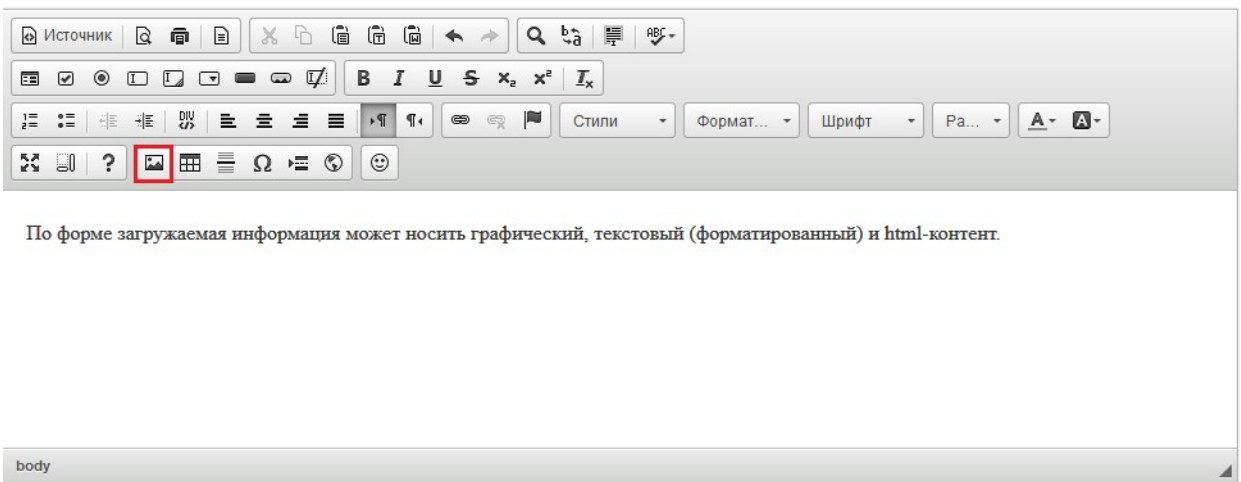 Источник
Стили Формат... Шрифт Ра...
По форме загружаемая информация может носить графический, текстовый (форматированный) и html-контент.
body